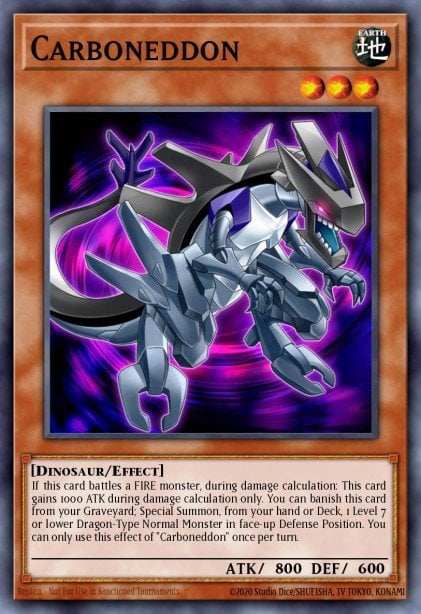 CARBONEDDON
EARTH
地
[DINOSAUR/EFFECT]
If this card battles a FIRE monster, during damage calculation: This card
gains 1000 ATK during damage calculation only. You can banish this card
from your Graveyard; Special Summon, from your hand or Deck, 1 Level 7
or lower Dragon-Type Normal Monster in face-up Defense Position. You
can only use this effect of "Carboneddon" once per turn.
ATK/ 800 DEF/ 600
Replica - Not For Use in Sanctioned Tournaments
©2020 Studio Dice/SHUEISHA, TV TOKYO, KONAMI